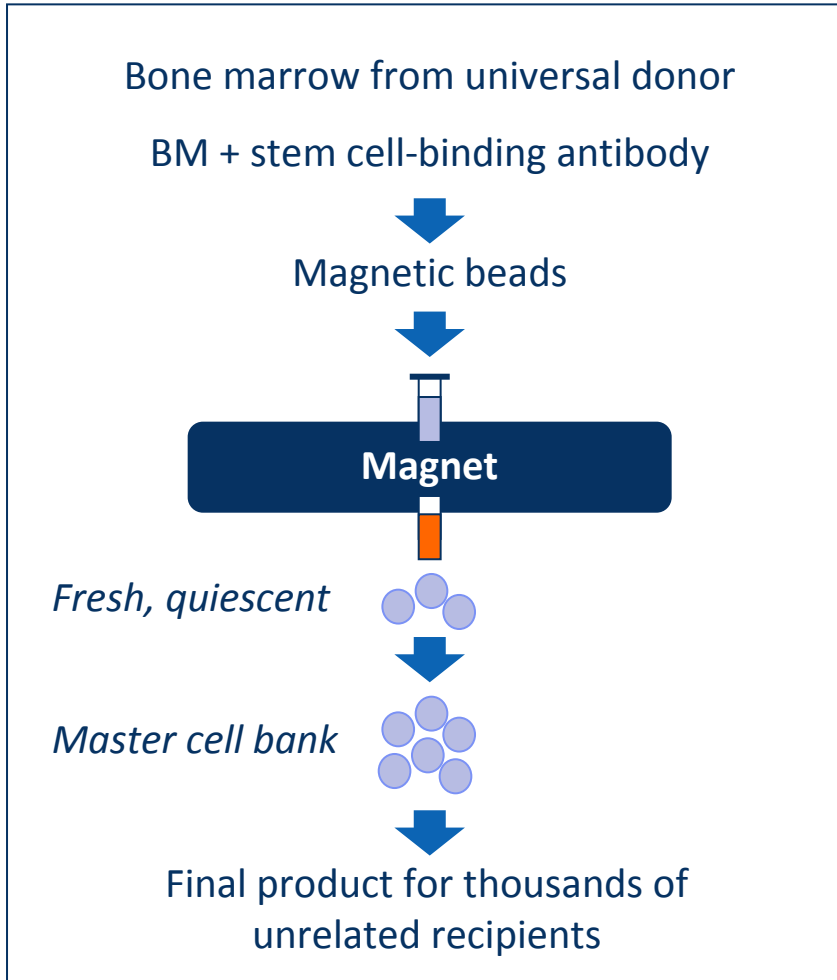 Bone marrow from universal donor
BM + stem cell-binding antibody
Magnetic beads
Magnet
Fresh, quiescent
Master cell bank
Final product for thousands of
unrelated recipients